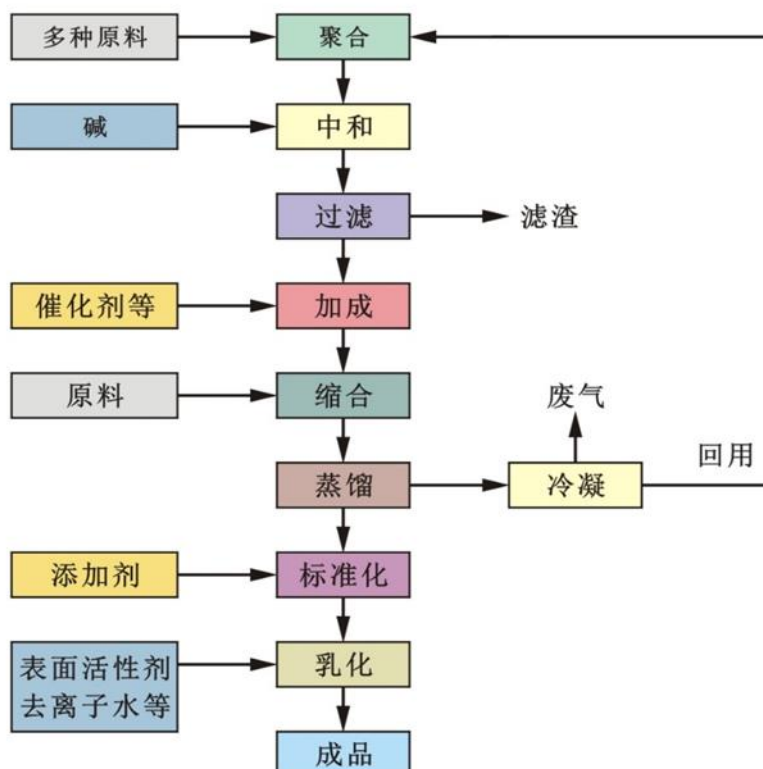 多种原料
聚合
碱
中和
过滤
滤渣
催化剂等
加成
原料
缩合
废气
回用
蒸馏
冷凝
添加剂
标准化
表面活性剂
去离子水等
乳化
成品